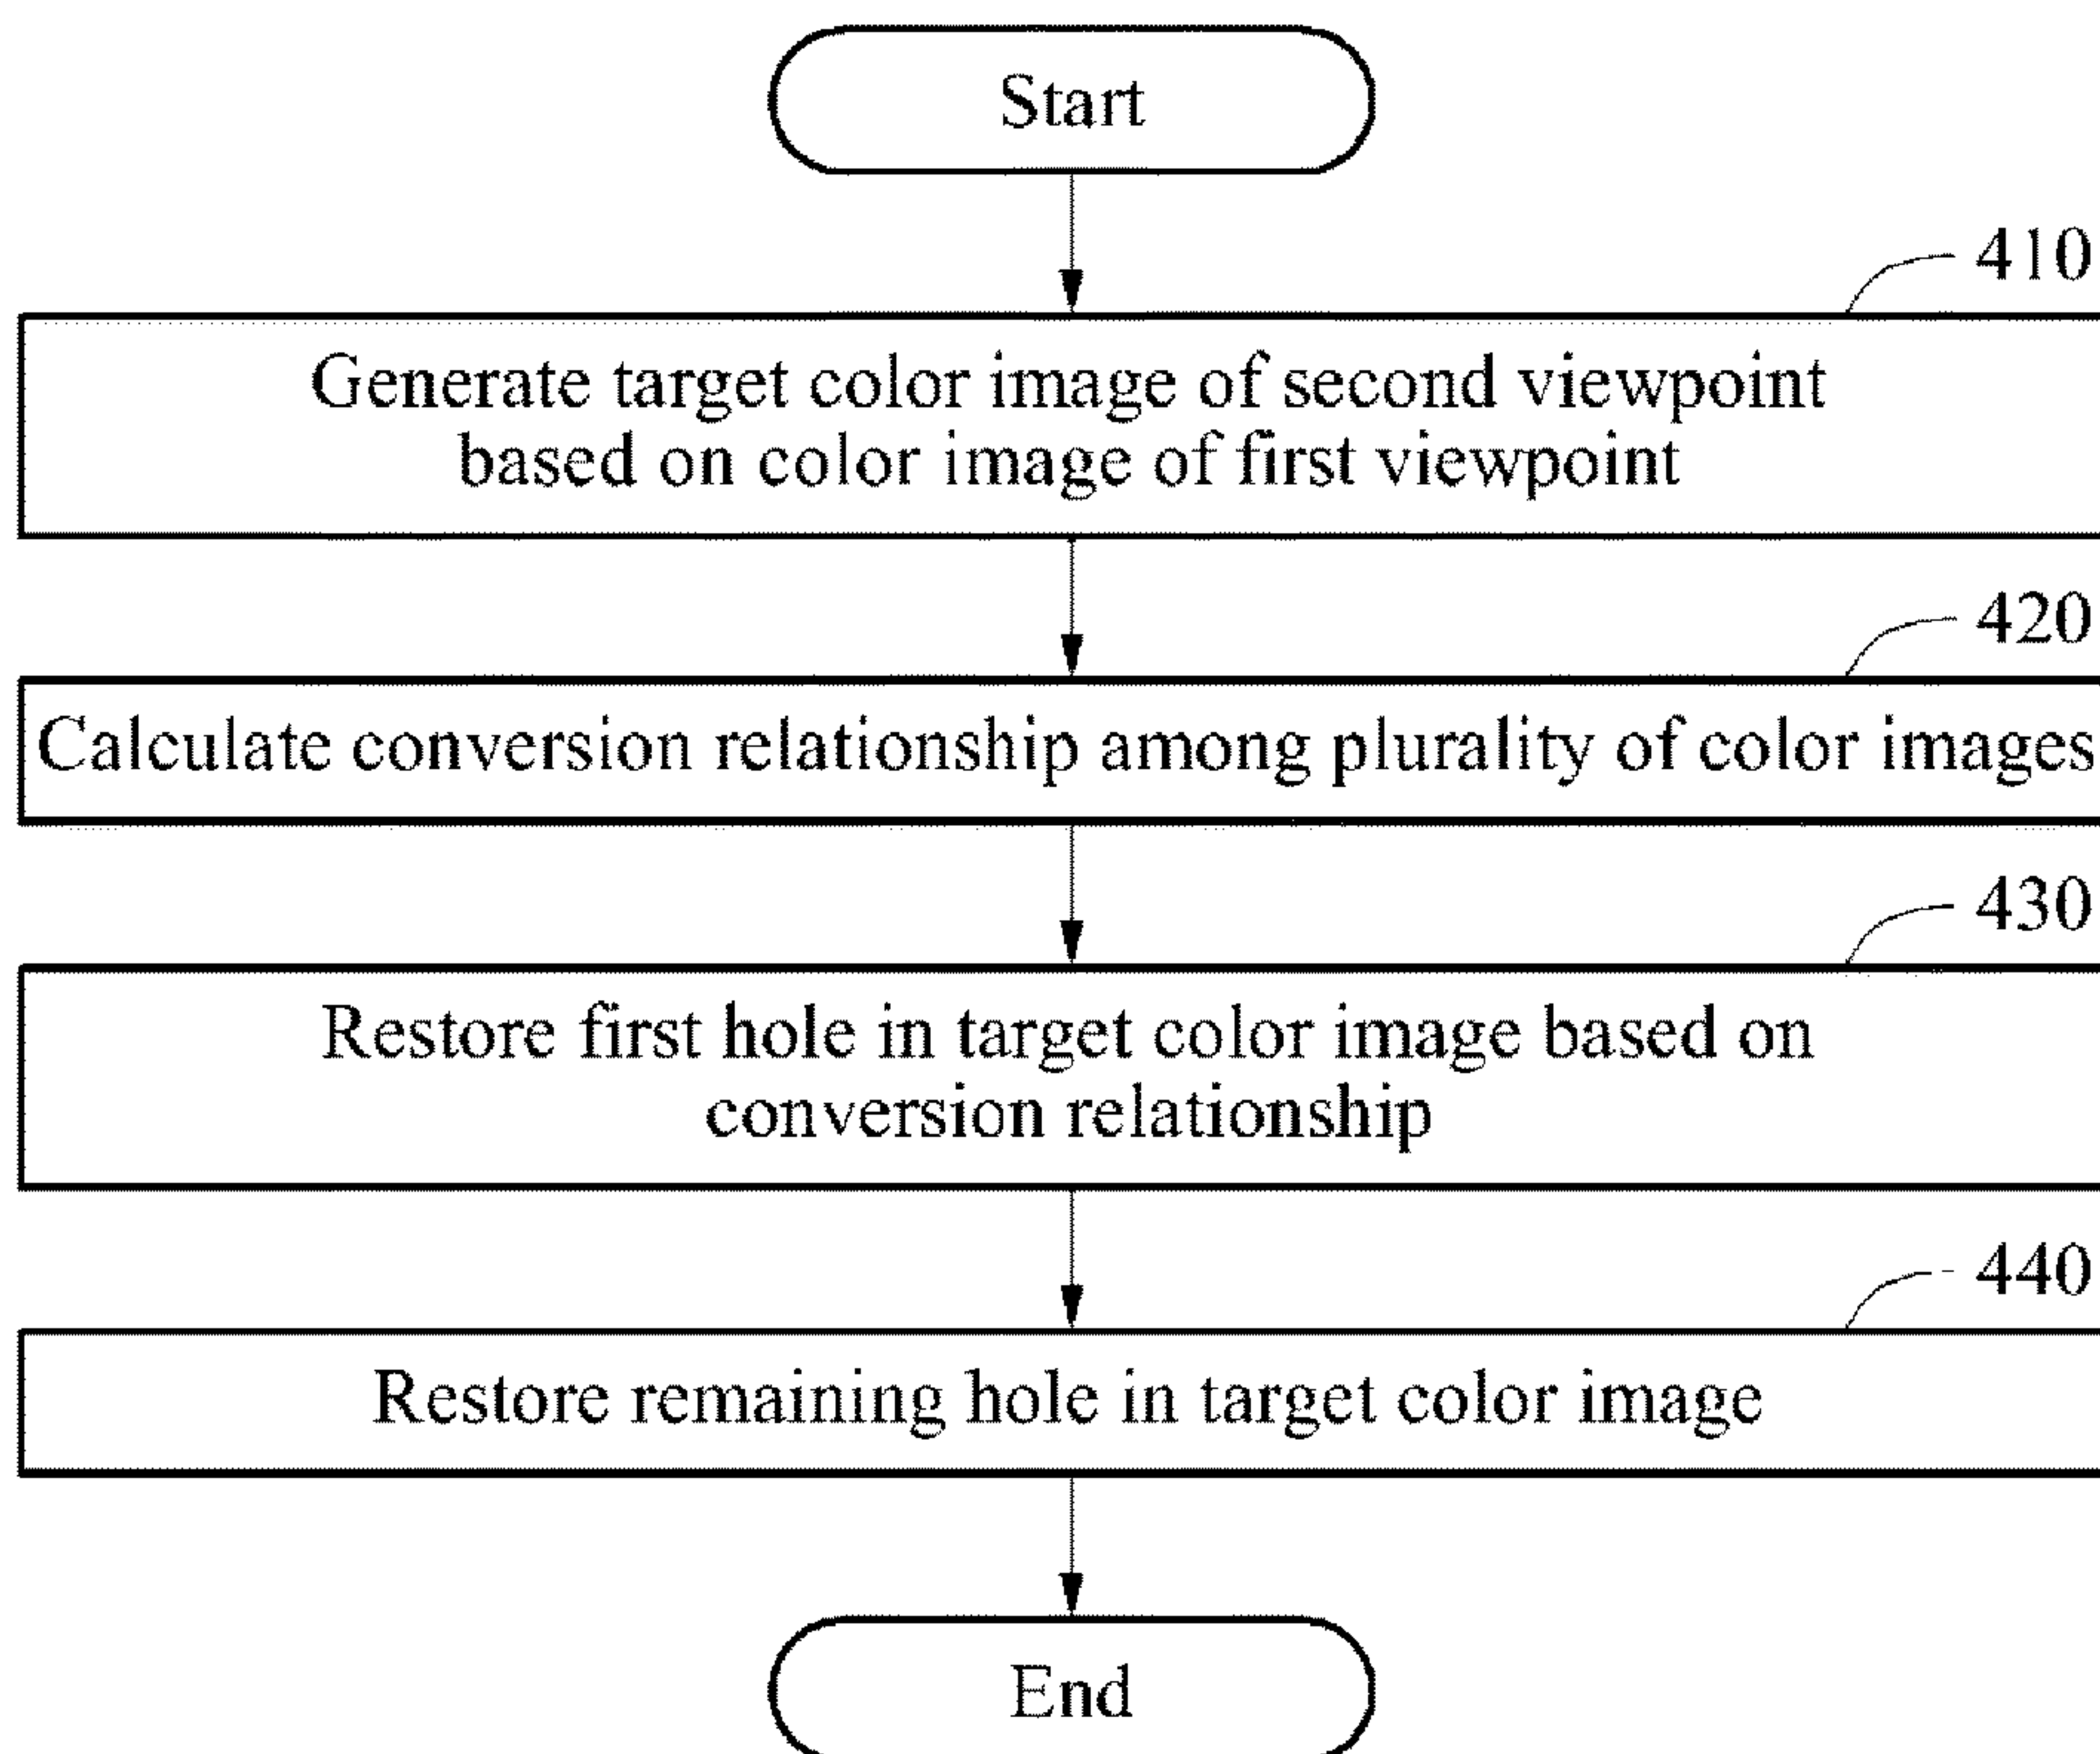 Start
410
Generate target color image of second viewpoint
based on color image of first viewpoint
420
Calculate conversion relationship among plurality of color images
430
Restore first hole in target color image based on
conversion relationship
440
Restore remaining hole in target color image
End